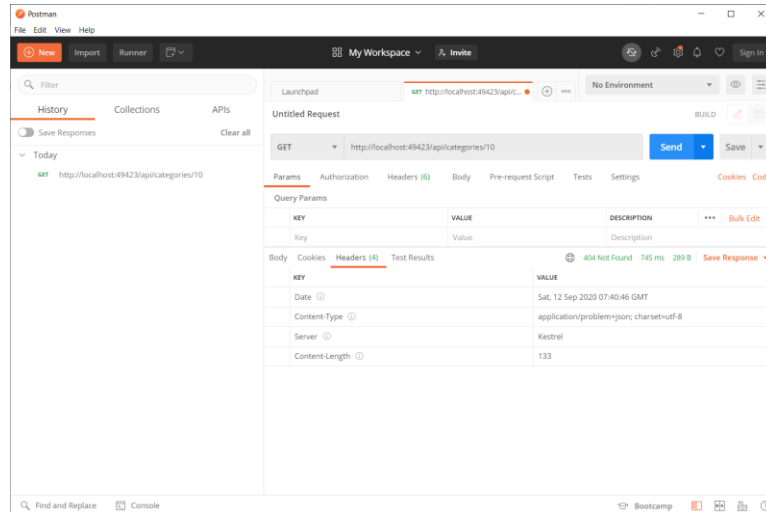 Postman
File Edit View Help
New Import Runner My Workspace Invite Sign In
Filter
History Collections APIs
Save Responses Clear all
Today
GET http://localhost:49423/api/categories/10
Launchpad GET http://localhost:49423/api/c... No Environment
Untitled Request BUILD
GET http://localhost:49423/api/categories/10 Send Save
Params Authorization Headers (6) Body Pre-request Script Tests Settings Cookies Cod
Query Params
KEY VALUE DESCRIPTION ••• Bulk Edit
Key Value Description
Body Cookies Headers (4) Test Results 404 Not Found 745 ms 289 B Save Response
KEY VALUE
Date Sat, 12 Sep 2020 07:40:46 GMT
Content-Type application/problem+json; charset=utf-8
Server Kestrel
Content-Length 133
Find and Replace Console Bootcamp